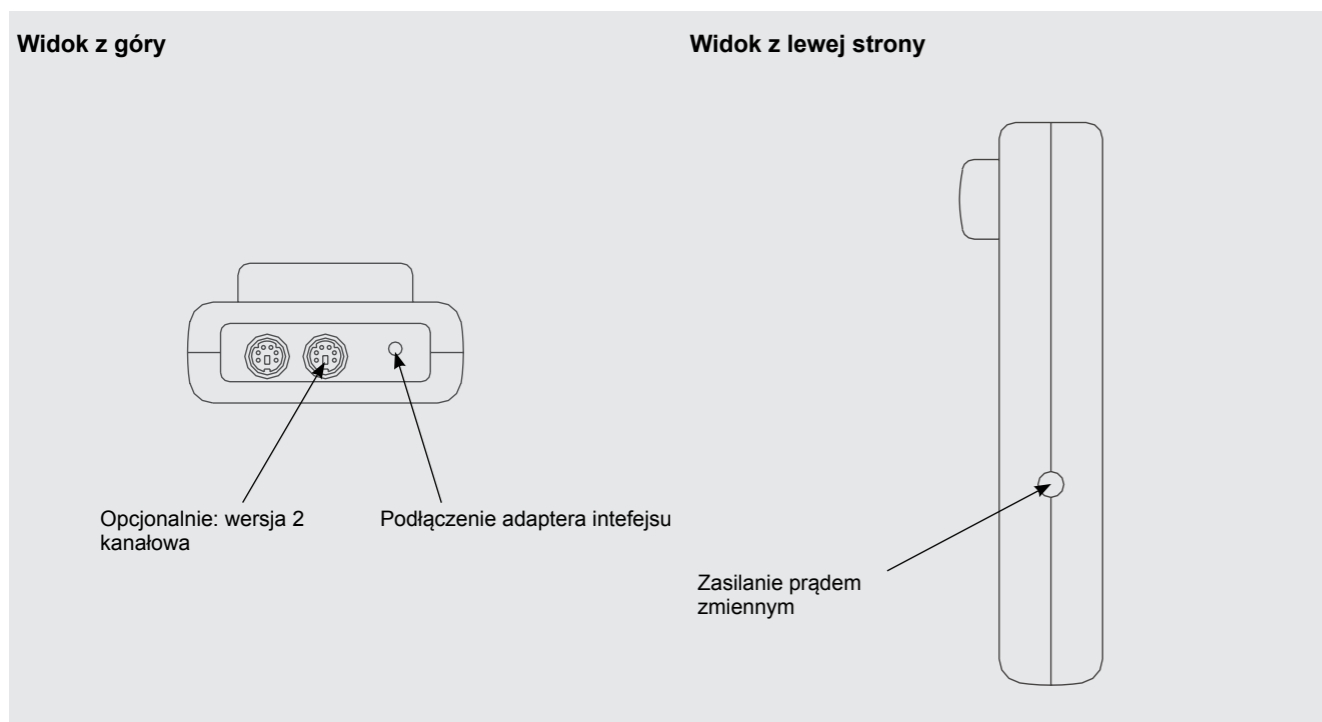 Widok z góry
Widok z lewej strony
Opcjonalnie: wersja 2
kanałowa
Podłączenie adaptera intefejsu
Zasilanie prądem
zmiennym